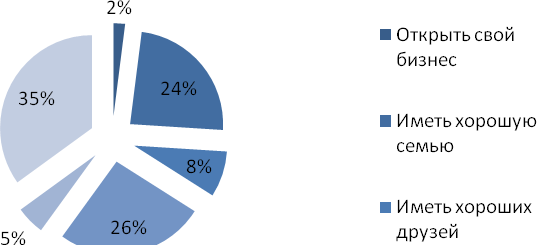 2%
24%
8%
26%
5%
35%
Открыть свой
бизнес
Иметь хорошую
семью
Иметь хороших
друзей